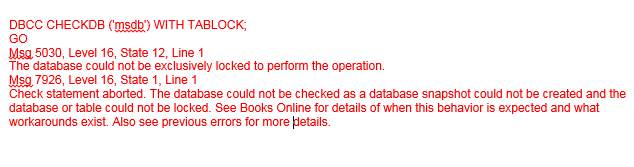 DBCC CHECKDB ('msdb') WITH TABLOCK;
GO
Msg 5030, Level 16, State 12, Line 1
The database could not be exclusively locked to perform the operation.
Msg 7926, Level 16, State 1, Line 1
Check statement aborted. The database could not be checked as a database snapshot could not be created and the
database or table could not be locked. See Books Online for details of when this behavior is expected and what
workarounds exist. Also see previous errors for more details.